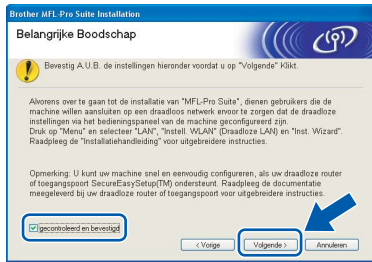 Brother MFL-Pro Suite Installation
Belangrijke Boodschap
Bevestig A.U.B. de instellingen hieronder voordat u op "Volgende" Klikt.
Alvorens over te gaan tot de installatie van "MFL-Pro Suite", dienen gebruikers die de
machine willen aansluiten op een draadloos netwerk ervoor te zorgen dat de draadloze
instellingen via het bedieningspaneel van de machine geconfigureerd zijn.
Druk op "Menu" en selecteer "LAN", "Instell. WLAN" (Draadloze LAN) en "Inst. Wizard".
Raadpleeg de "Installatiehandleiding" voor uitgebreidere instructies.
Opmerking: U kunt uw machine snel en eenvoudig configureren, als uw draadloze router
of toegangspoort SecureEasySetup(TM) ondersteunt. Raadpleeg de documentatie
meegeleverd bij uw draadloze router of toegangspoort voor uitgebreidere instructies.
gecontroleerd en bevestigd
< Vorige
Volgende >
Annuleren